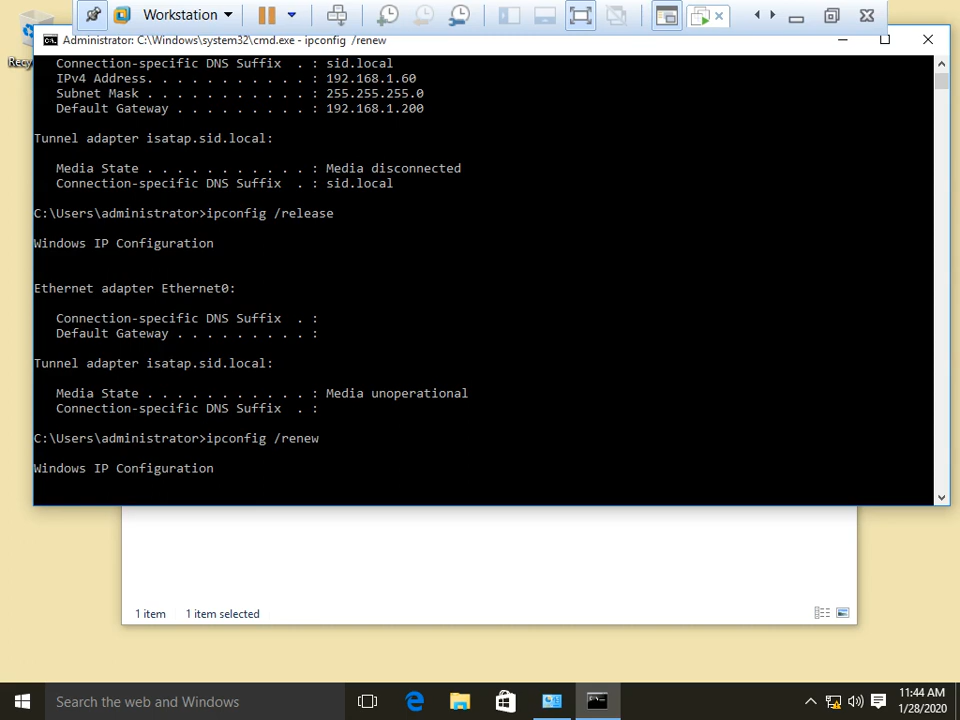 Workstation
Administrator: C:\Windows\system32\cmd.exe - ipconfig /renew
Connection-specific DNS Suffix . : sid.local
IPv4 Address. . . . . . . . . . . : 192.168.1.60
Subnet Mask . . . . . . . . . . . : 255.255.255.0
Default Gateway . . . . . . . . . : 192.168.1.200
Tunnel adapter isatap.sid.local:
Media State . . . . . . . . . . . : Media disconnected
Connection-specific DNS Suffix . : sid.local
C:\Users\administrator>ipconfig /release
Windows IP Configuration
Ethernet adapter Ethernet0:
Connection-specific DNS Suffix . :
Default Gateway . . . . . . . . . :
Tunnel adapter isatap.sid.local:
Media State . . . . . . . . . . . : Media unoperational
Connection-specific DNS Suffix . :
C:\Users\administrator>ipconfig /renew
Windows IP Configuration
1 item 1 item selected
Search the web and Windows
11:44 AM
1/28/2020